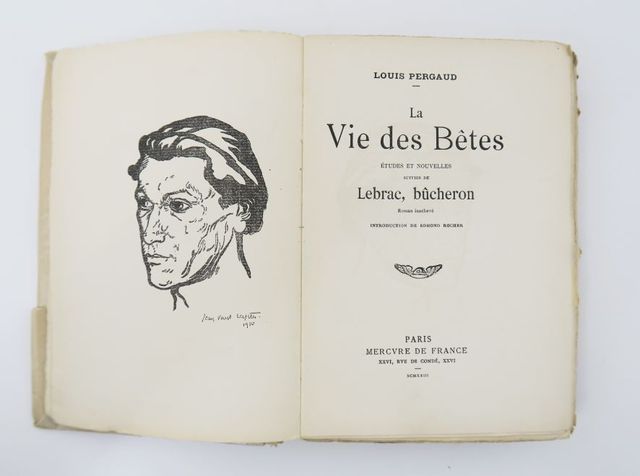 1910
LOUIS PERGAUD
La
Vie des Bêtes
ÉTUDES ET NOUVELLES
SUIVIES DE
Lebrac, bûcheron
Roman inachevé
INTRODUCTION DE EDMOND ROCHER
PARIS
MERCVRE DE FRANCE
XXVI, RVE DE CONDÉ, XXVI
MCMXXIII